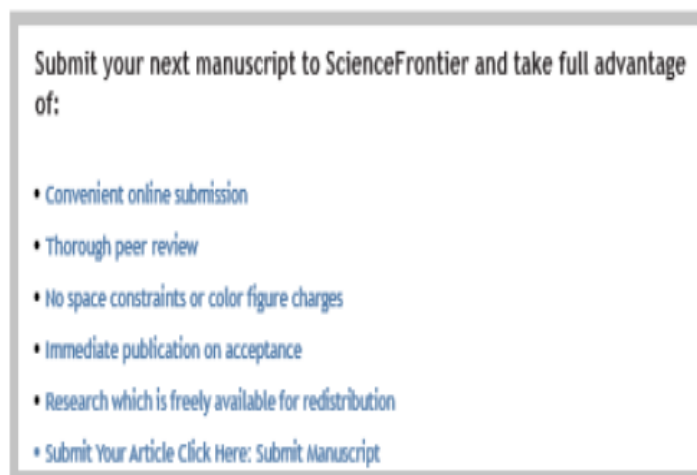 Submit your next manuscript to ScienceFrontier and take full advantage
of:
• Convenient online submission
• Thorough peer review
• No space constraints or color figure charges
• Immediate publication on acceptance
• Research which is freely available for redistribution
• Submit Your Article Click Here: Submit Manuscript